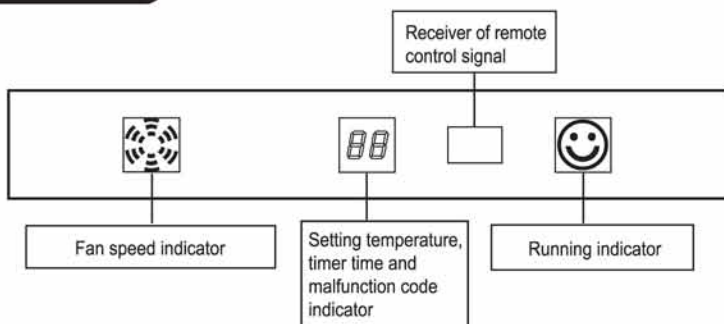 Receiver of remote
control signal
88
Fan speed indicator
Setting temperature,
timer time and
malfunction code
indicator
Running indicator